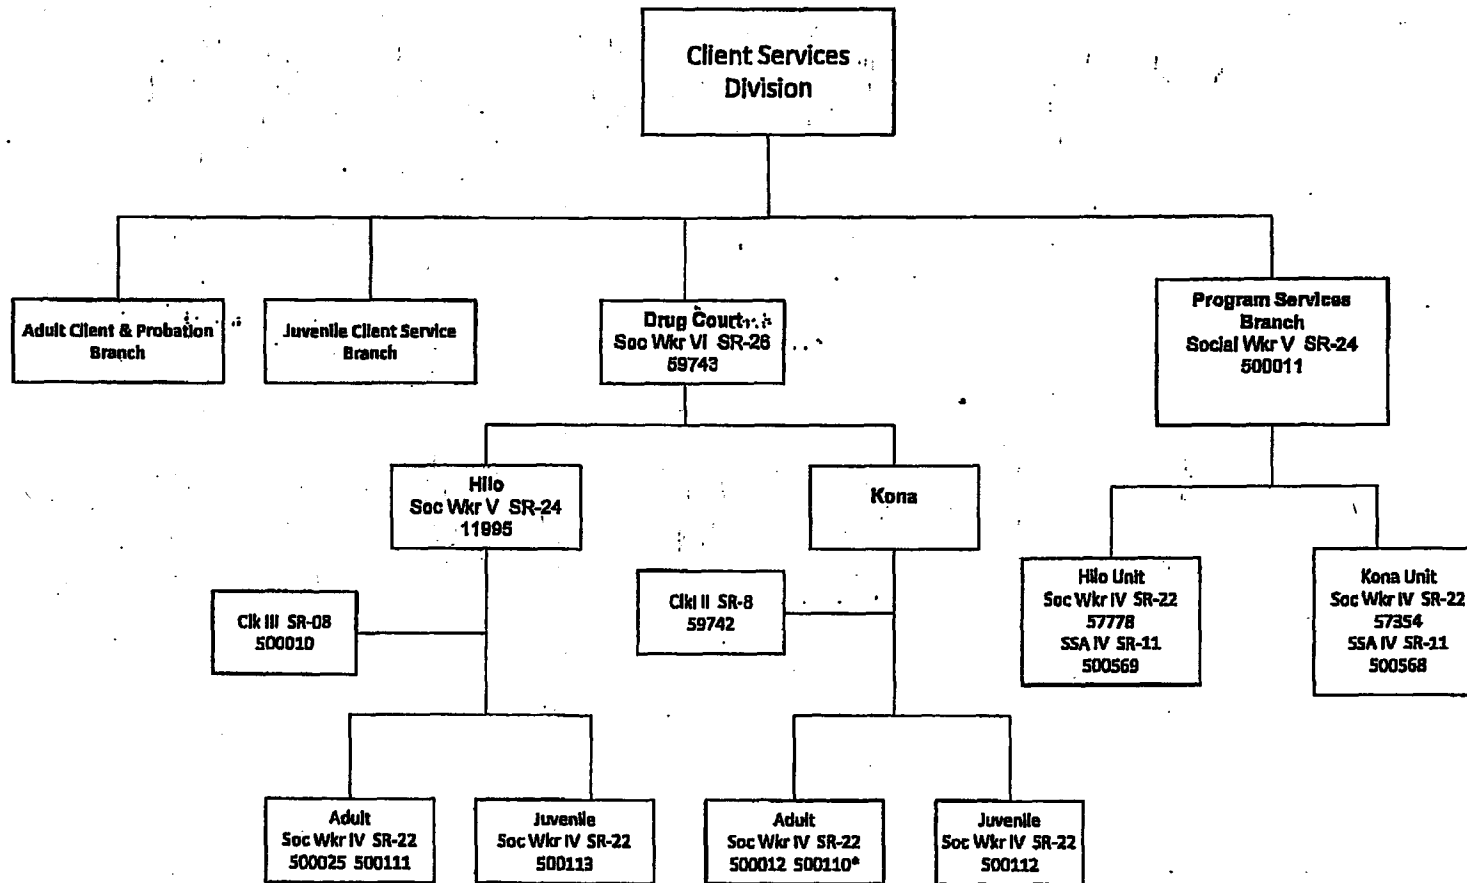 Client Services
Division
Adult Client & Probation
Branch
Juvenile Client Service
Branch
Drug Court
Soc Wkr VI SR-26
59743
Program Services
Branch
Social Wkr V SR-24
500011
Hilo
Soc Wkr V SR-24
11995
Kona
Clk III SR-08
500010
Clkl II SR-8
59742
Hilo Unit
Soc Wkr IV SR-22
57778
SSA IV SR-11
500569
Kona Unit
Soc Wkr IV SR-22
57354
SSA IV SR-11
500568
Adult
Soc Wkr IV SR-22
500025 500111
Juvenile
Soc Wkr IV SR-22
500113
Adult
Soc Wkr IV SR-22
500012 500110*
Juvenile
Soc Wkr IV SR-22
500112